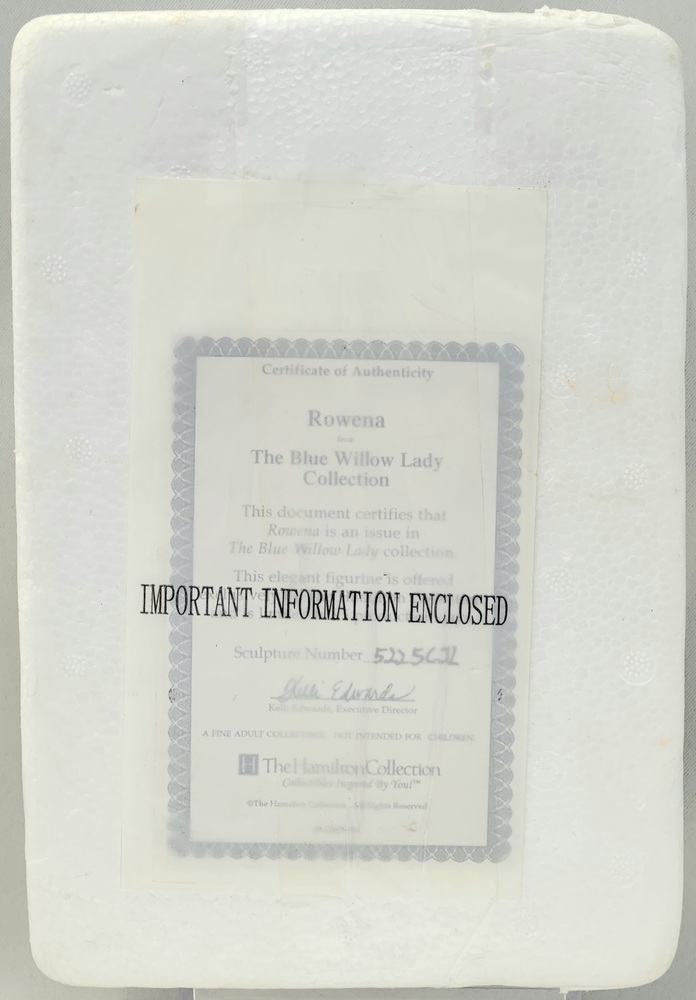 Certificate of Authenticity
Rowena
from
The Blue Willow Lady
Collection
This document certifies that
Rowena is an issue in
The Blue Willow Lady collection.
This elegant figurine is offered
IMPORTANT INFORMATION ENCLOSED
Sculpture Number
Kelli Edwards
Kelli Edwards, Executive Director
A FINE ADULT COLLECTIBLE. NOT INTENDED FOR CHILDREN.
H The Hamilton Collection
Collectibles Inspired By You!™
©The Hamilton Collection. All Rights Reserved